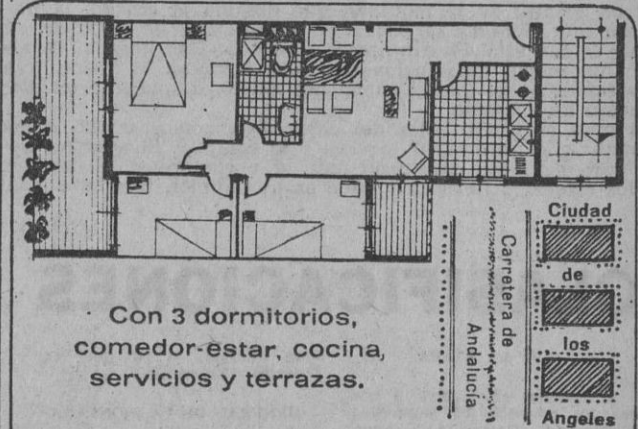 Con 3 dormitorios,
comedor-estar, cocina,
servicios y terrazas.
Carretera de
Andalucía
Ciudad
de
los
Angeles